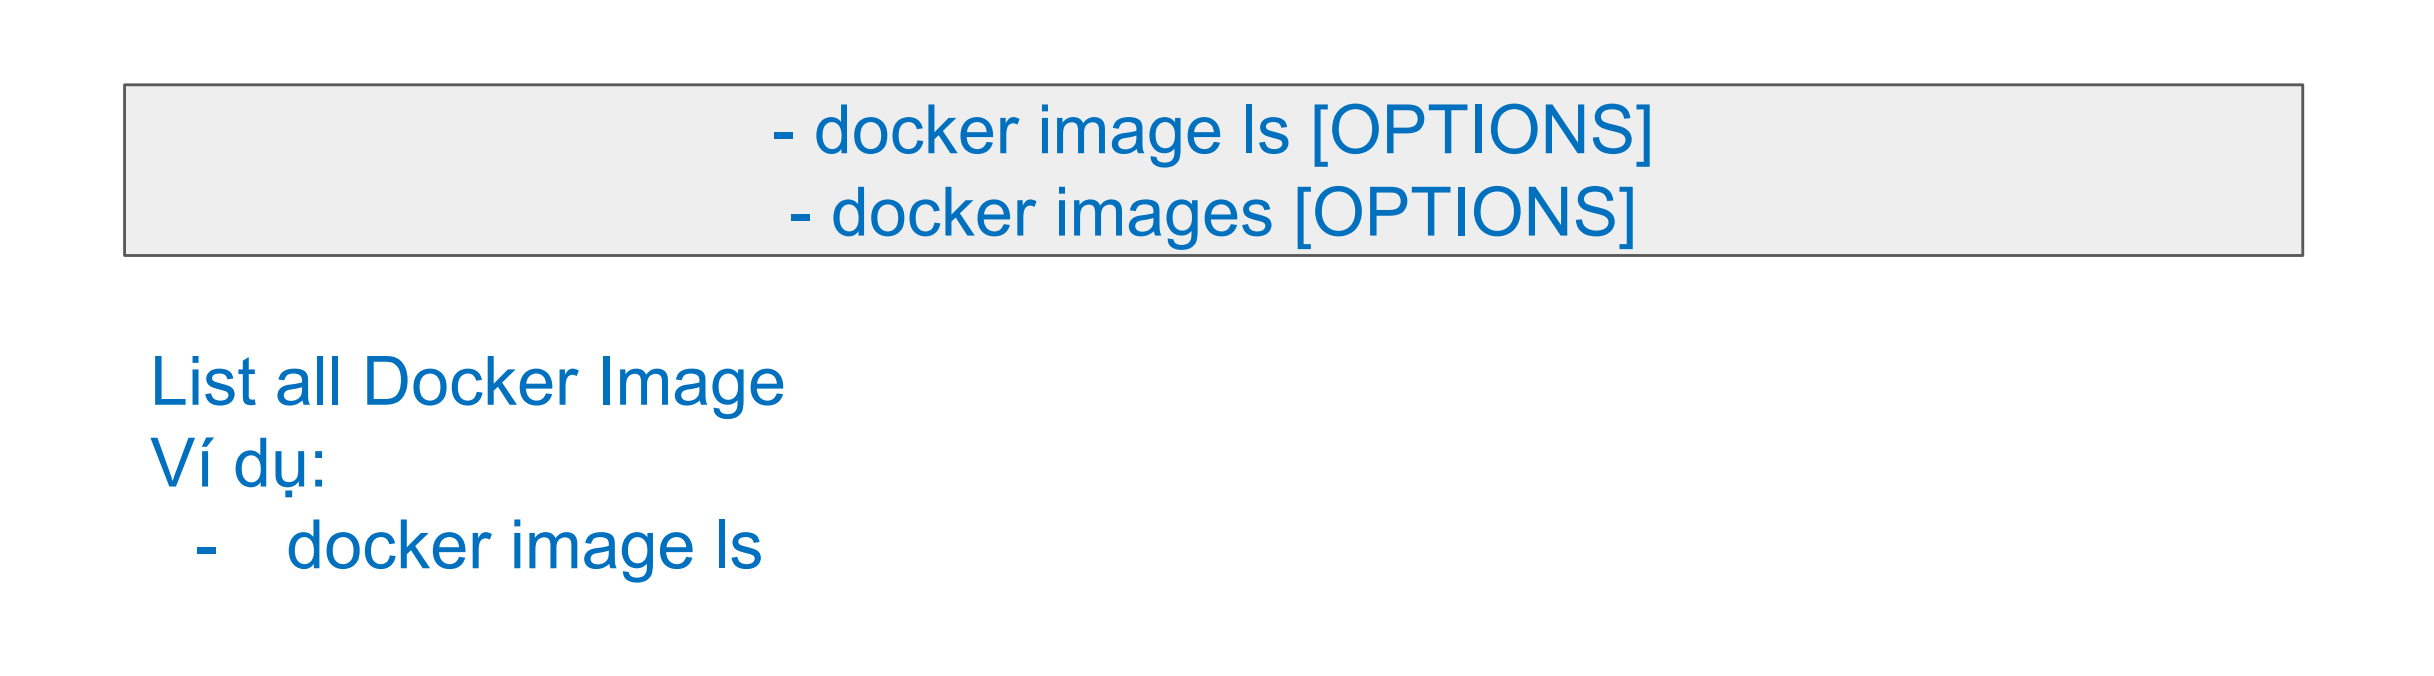 - docker image ls [OPTIONS]
- docker images [OPTIONS]
List all Docker Image
Ví dụ:
- docker image ls